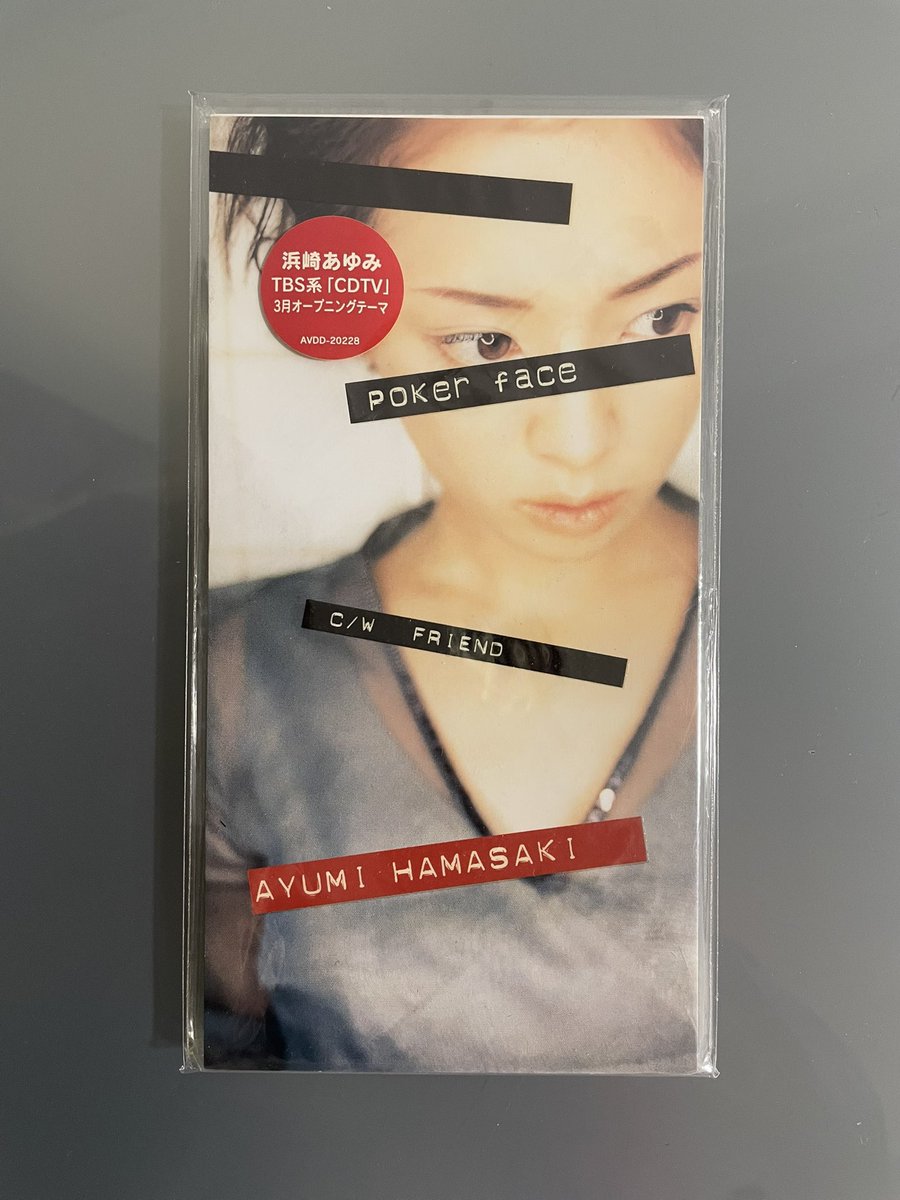 浜崎あゆみ
TBS系「CDTV」
3月オープニングテーマ
AVDD-20228
poker face
C/W FRIEND
AYUMI HAMASAKI